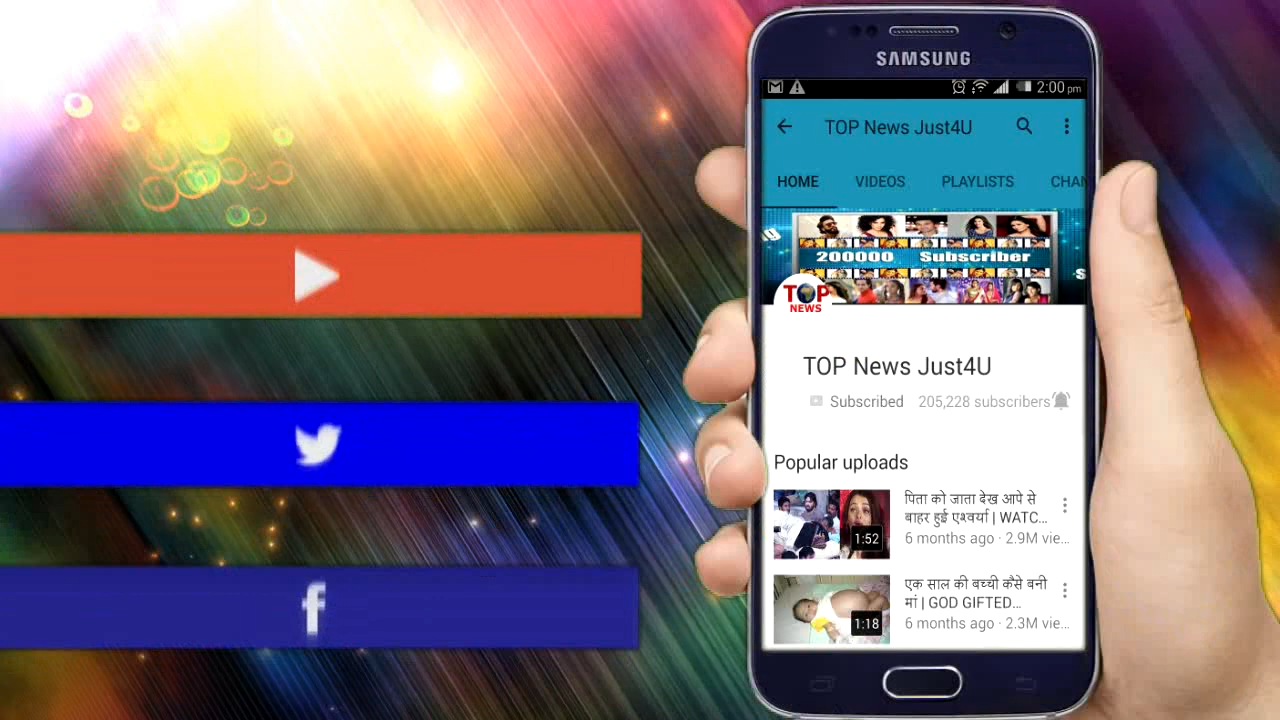 SAMSUNG
2:00 pm
TOP News Just4U
HOME VIDEOS PLAYLISTS CHAN
200000 Subscriber
TOP
NEWS
TOP News Just4U
Subscribed 205,228 subscribers
Popular uploads
पिता को जाता देख आपे से
बाहर हुई एश्वर्या | WATC...
6 months ago · 2.9M vie...
1:52
एक साल की बच्ची कैसे बनी
मां | GOD GIFTED...
6 months ago · 2.3M vie...
1:18